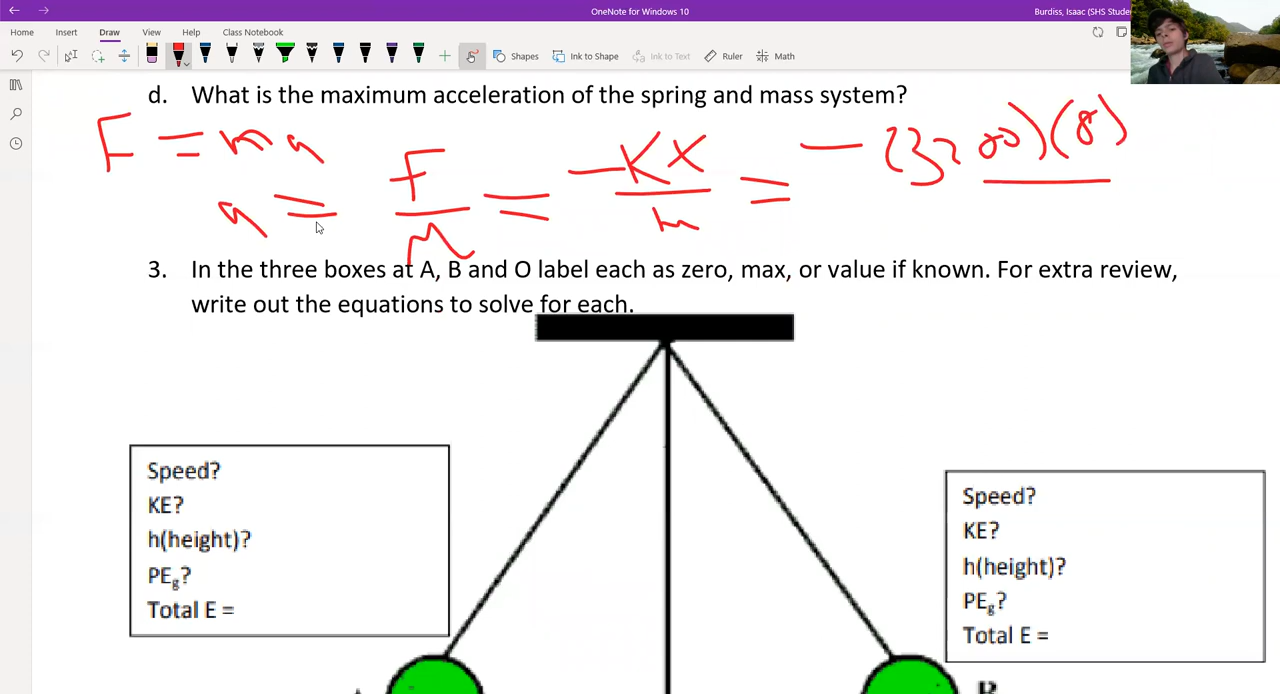 OneNote for Windows 10
Burdiss, Isaac (SHS Stude
Home Insert Draw View Help Class Notebook
Shapes Ink to Shape Ink to Text Ruler Math
d. What is the maximum acceleration of the spring and mass system?
F = ma
a = F/M = -KX/m = -(3200)(8)
3. In the three boxes at A, B and O label each as zero, max, or value if known. For extra review,
write out the equations to solve for each.
Speed?
KE?
h(height)?
PEg?
Total E =
Speed?
KE?
h(height)?
PEg?
Total E =